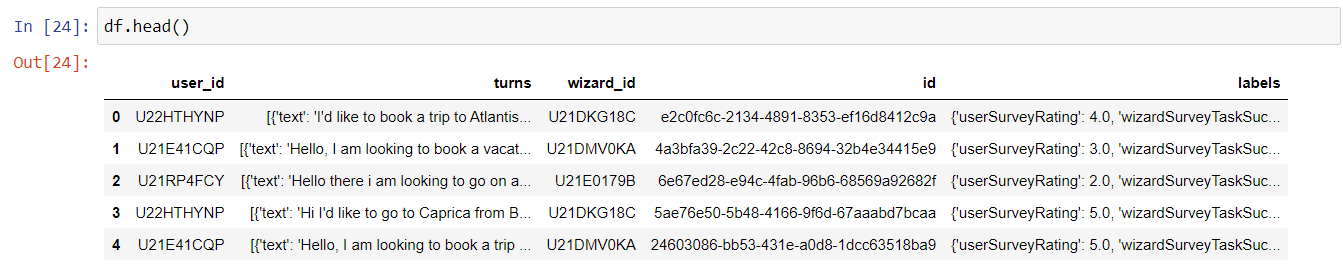 In [24]: df.head()
Out[24]:
user_id turns wizard_id id labels
0 U22HTHYNP [{'text': 'I'd like to book a trip to Atlantis... U21DKG18C e2c0fc6c-2134-4891-8353-ef16d8412c9a {'userSurveyRating': 4.0, 'wizardSurveyTaskSuc...
1 U21E41CQP [{'text': 'Hello, I am looking to book a vacat... U21DMV0KA 4a3bfa39-2c22-42c8-8694-32b4e34415e9 {'userSurveyRating': 3.0, 'wizardSurveyTaskSuc...
2 U21RP4FCY [{'text': 'Hello there i am looking to go on a... U21E0179B 6e67ed28-e94c-4fab-96b6-68569a92682f {'userSurveyRating': 2.0, 'wizardSurveyTaskSuc...
3 U22HTHYNP [{'text': 'Hi I'd like to go to Caprica from B... U21DKG18C 5ae76e50-5b48-4166-9f6d-67aaabd7bcaa {'userSurveyRating': 5.0, 'wizardSurveyTaskSuc...
4 U21E41CQP [{'text': 'Hello, I am looking to book a trip ... U21DMV0KA 24603086-bb53-431e-a0d8-1dcc63518ba9 {'userSurveyRating': 5.0, 'wizardSurveyTaskSuc...